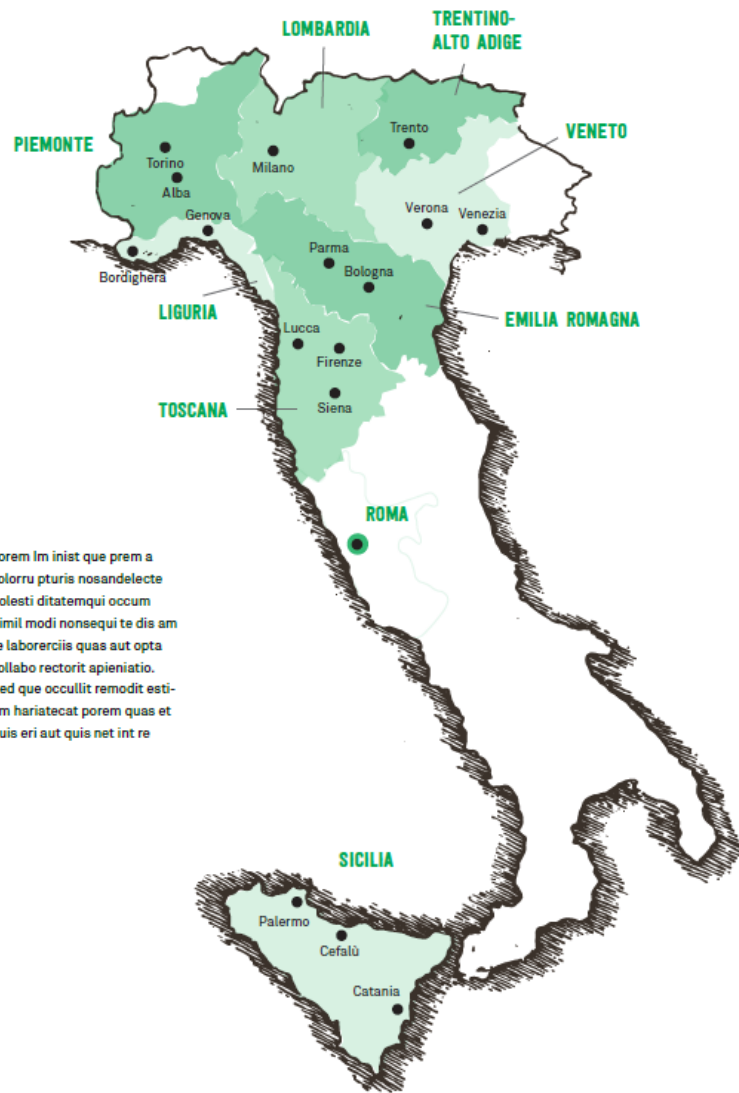 LOMBARDIA
TRENTINO-
ALTO ADIGE
PIEMONTE
VENETO
Trento
Torino
Milano
Alba
Verona
Venezia
Genova
Parma
Bordighera
Bologna
LIGURIA
EMILIA ROMAGNA
Lucca
Firenze
TOSCANA
Siena
ROMA
orem Im inist que prem a
olorru pturis nosandelecte
olesti ditatemqui occum
imil modi nonsequi te dis am
e laborerciis quas aut opta
ollabo rectorit apieniatio.
ed que occullit remodit esti-
m hariatecat porem quas et
uis eri aut quis net int re
SICILIA
Palermo
Cefalù
Catania